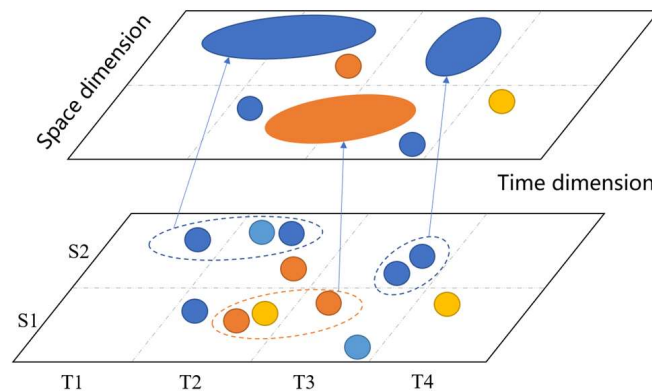 Space dimension
Time dimension
S2
S1
T1 T2 T3 T4